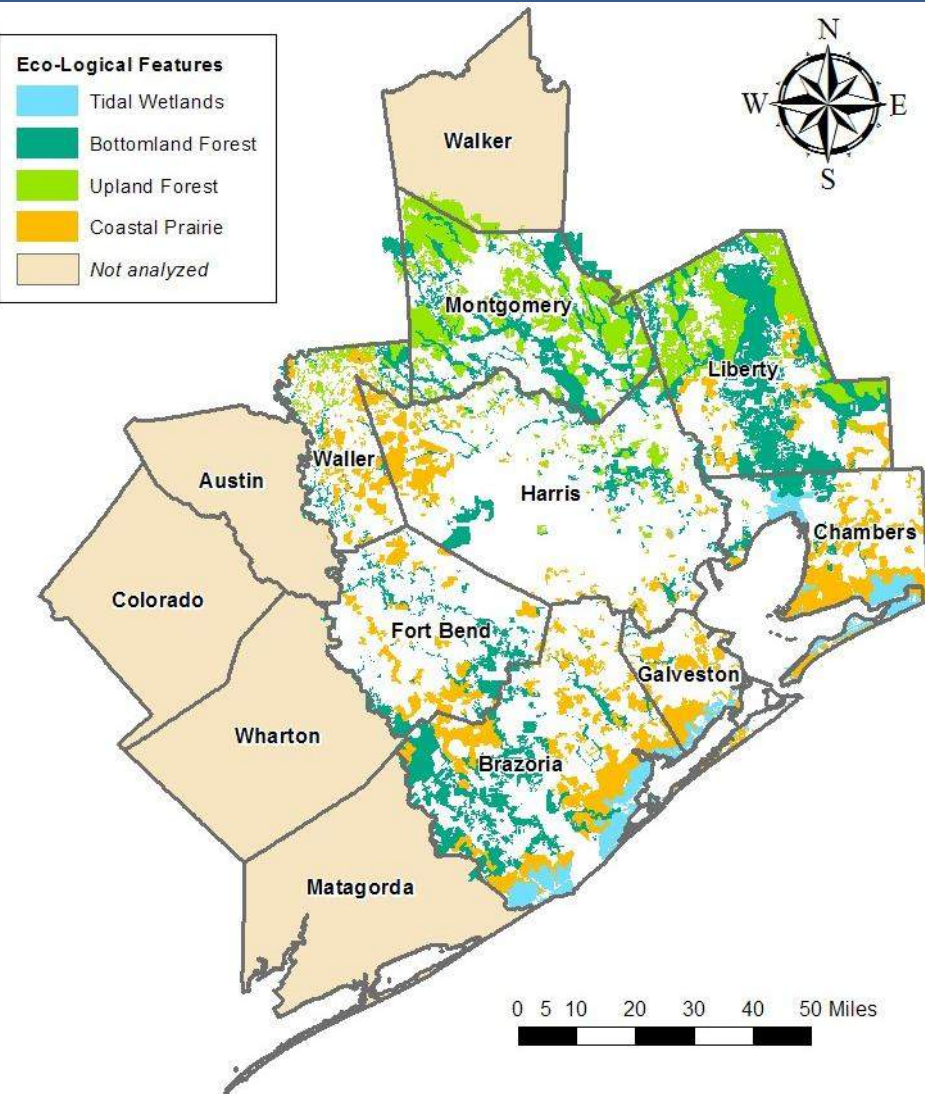 Eco-Logical Features
Tidal Wetlands
Bottomland Forest
Upland Forest
Coastal Prairie
Not analyzed
N
W E
S
Walker
Montgomery
Liberty
Waller
Austin
Harris
Chambers
Colorado
Fort Bend
Galveston
Wharton
Brazoria
Matagorda
0 5 10 20 30 40 50 Miles